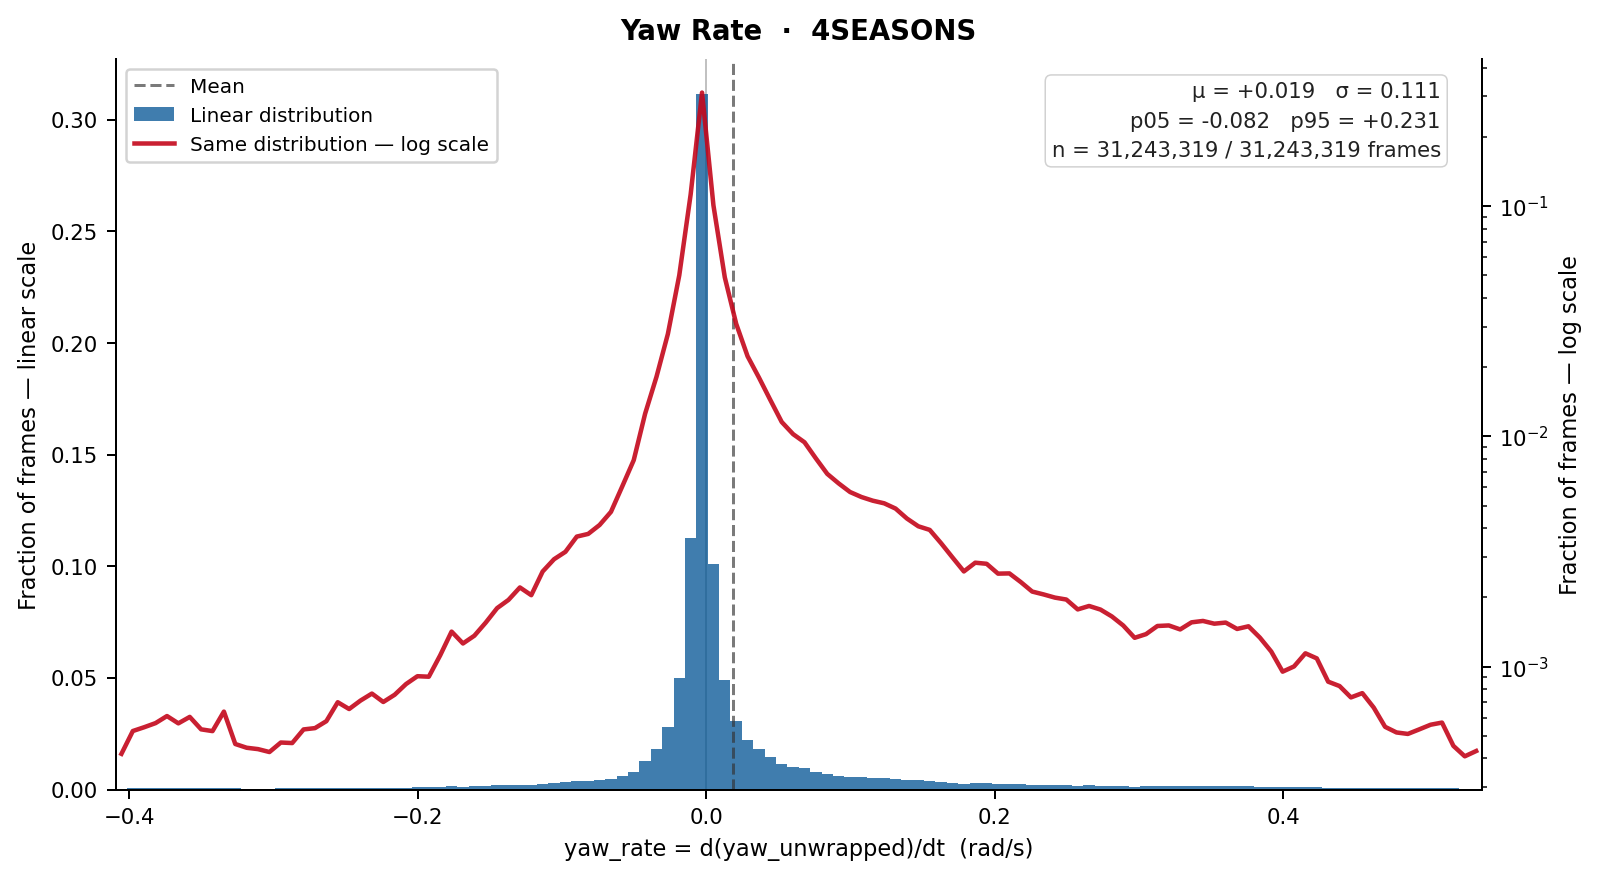 Yaw Rate · 4SEASONS
Mean
Linear distribution
Same distribution — log scale
μ = +0.019 σ = 0.111
p05 = -0.082 p95 = +0.231
n = 31,243,319 / 31,243,319 frames
Fraction of frames — linear scale
0.30
0.25
0.20
0.15
0.10
0.05
0.00
10⁻¹
10⁻²
10⁻³
Fraction of frames — log scale
−0.4 −0.2 0.0 0.2 0.4
yaw_rate = d(yaw_unwrapped)/dt (rad/s)